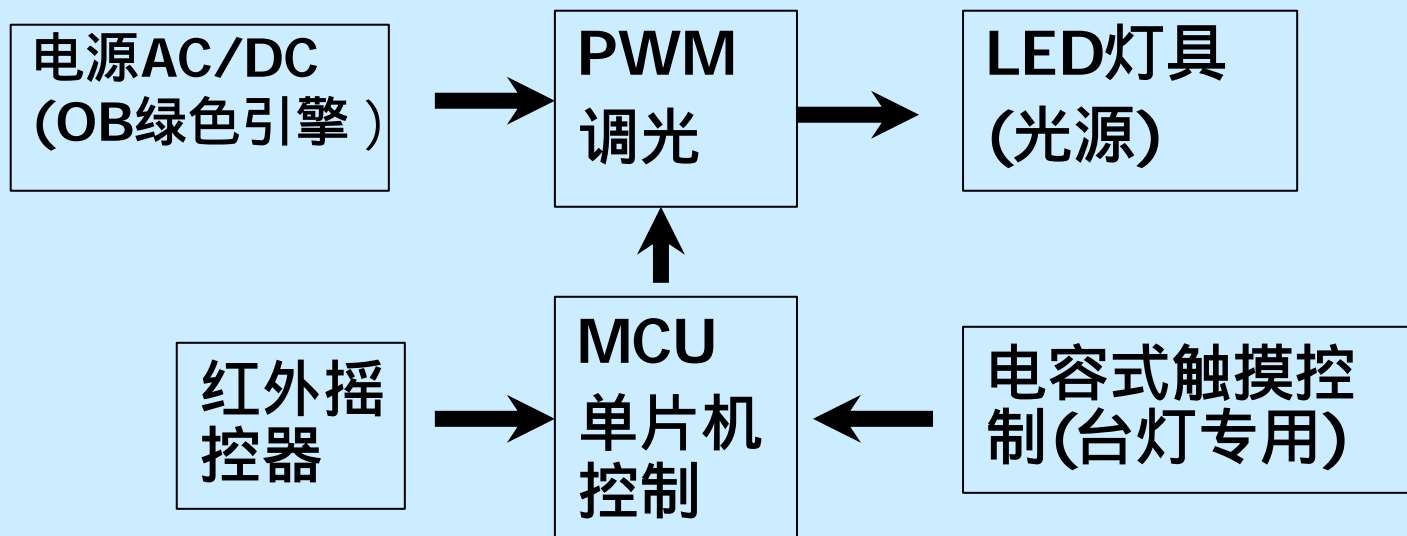 电源AC/DC
(OB绿色引擎）
PWM
调光
LED灯具
(光源)
红外摇
控器
MCU
单片机
控制
电容式触摸控
制(台灯专用)